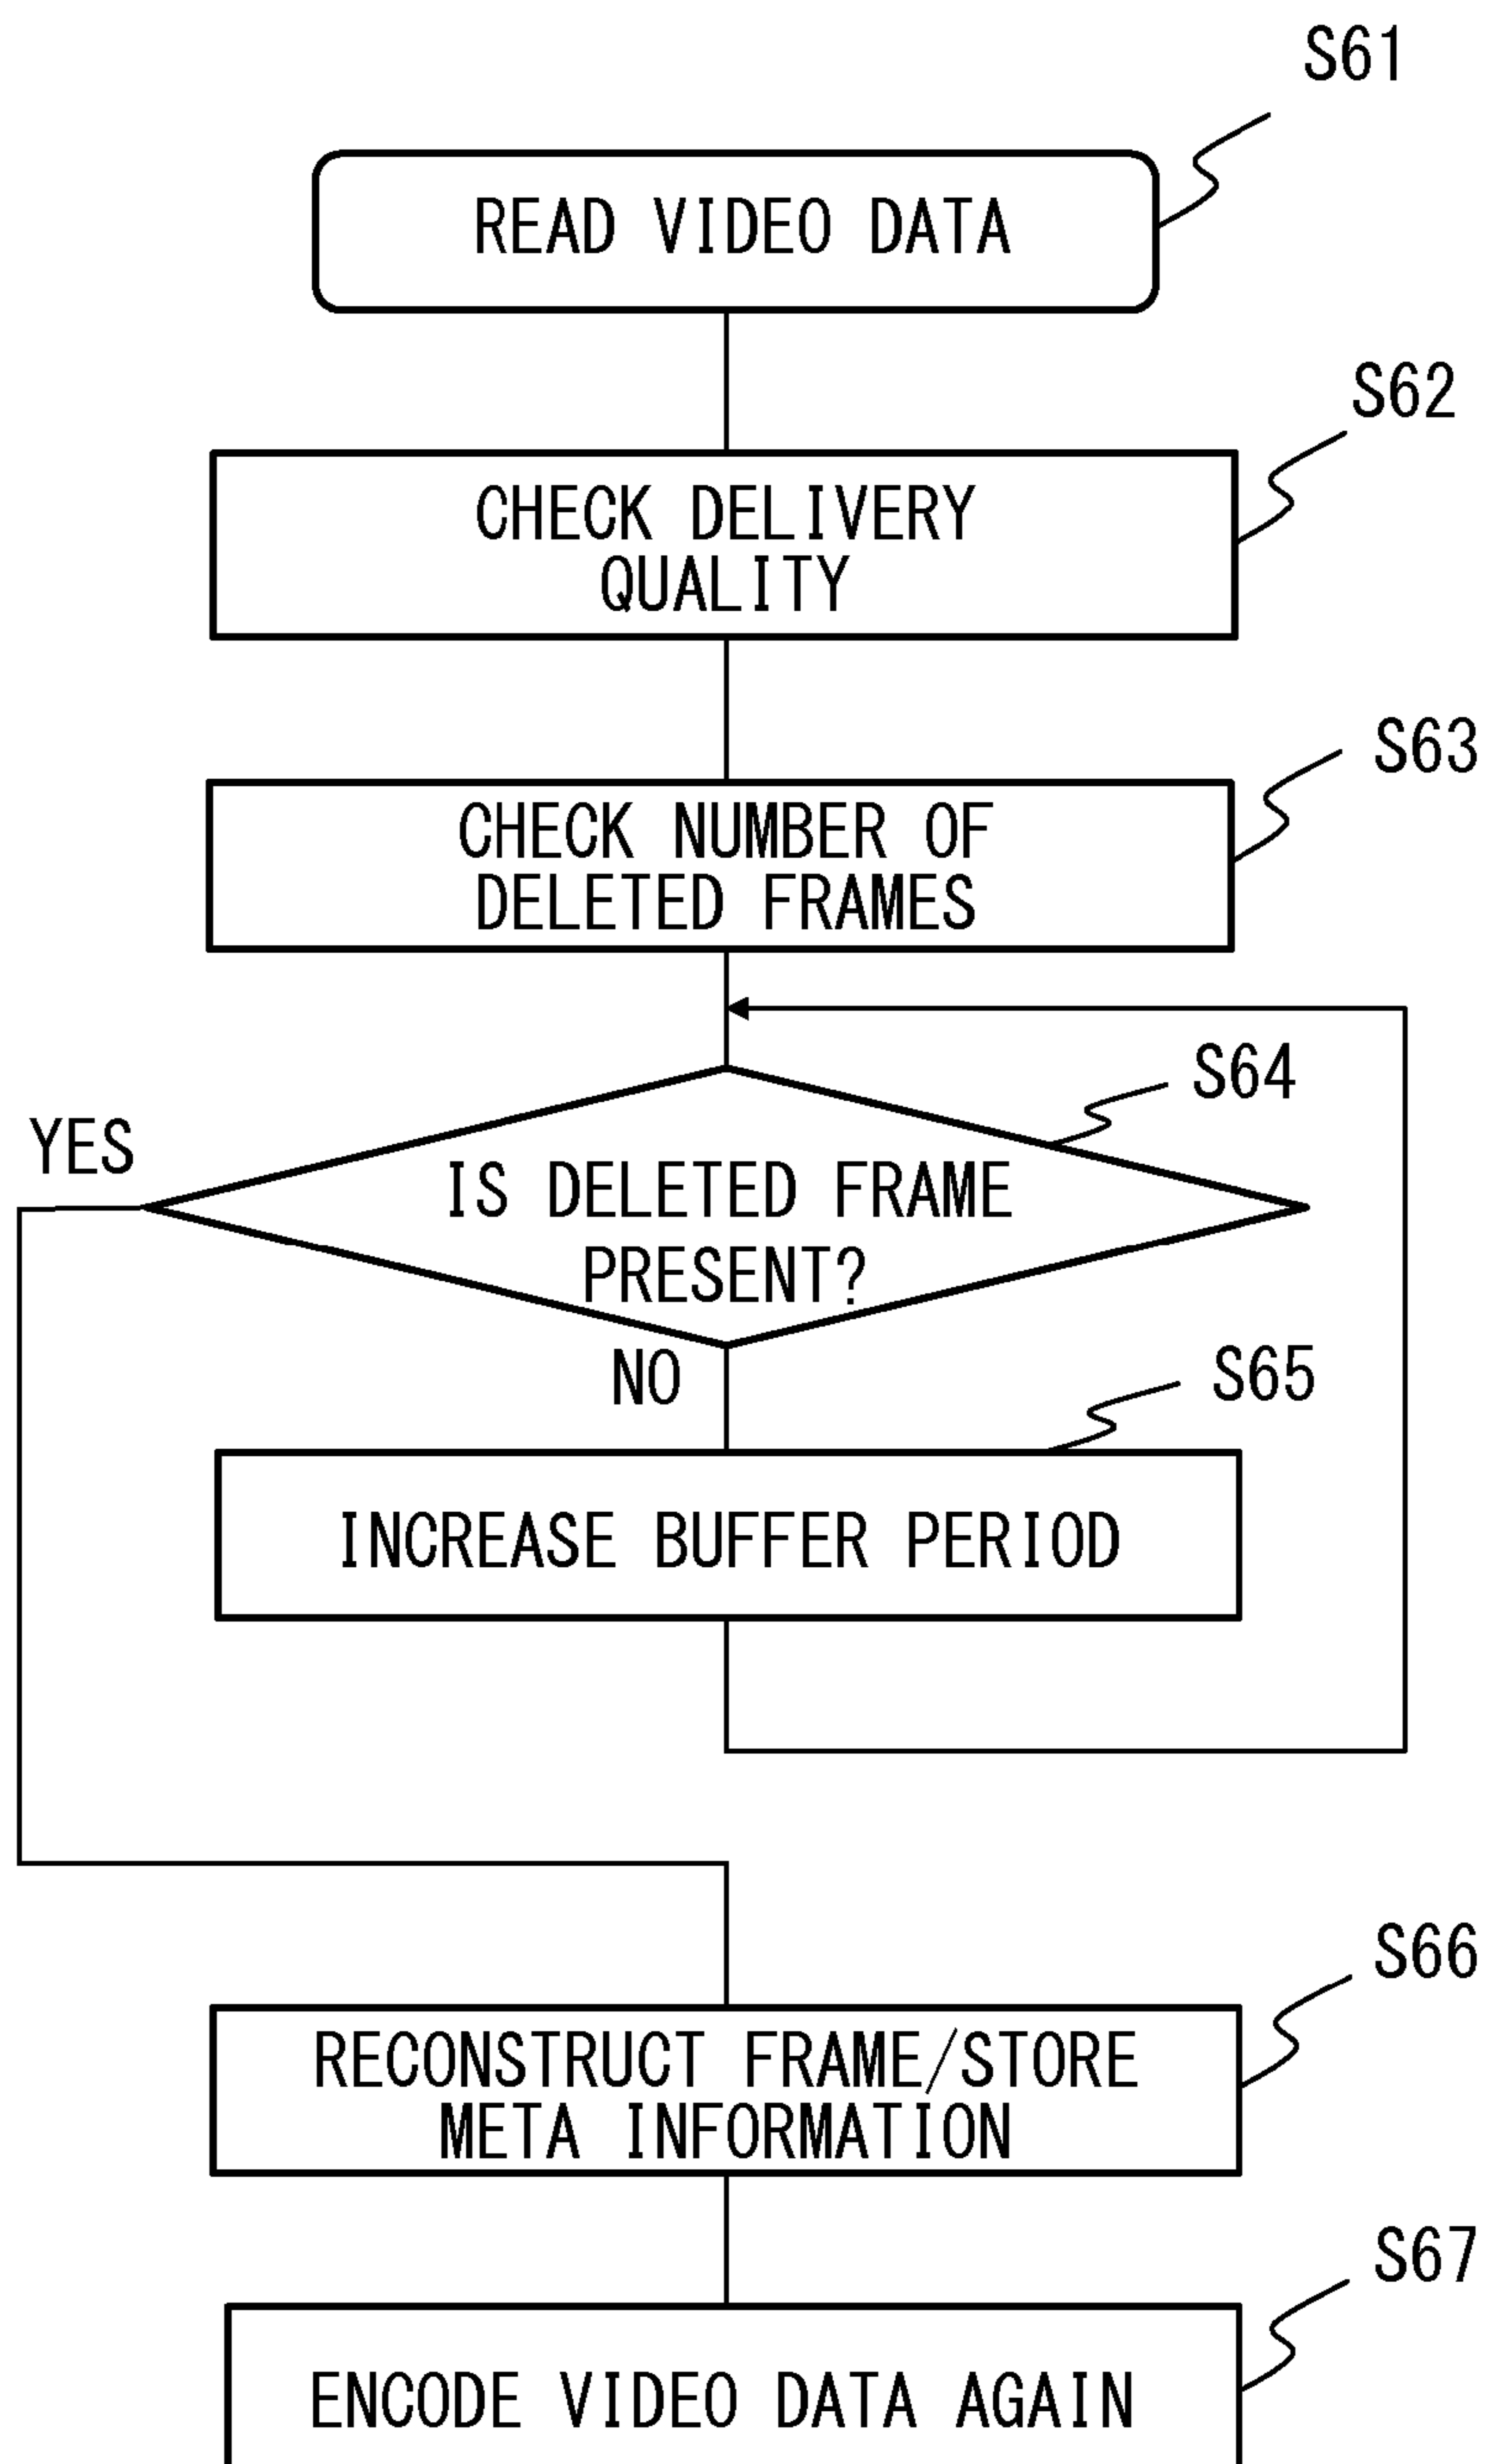 S61
READ VIDEO DATA
S62
CHECK DELIVERY
QUALITY
S63
CHECK NUMBER OF
DELETED FRAMES
S64
YES
IS DELETED FRAME
PRESENT?
NO
S65
INCREASE BUFFER PERIOD
S66
RECONSTRUCT FRAME/STORE
META INFORMATION
S67
ENCODE VIDEO DATA AGAIN